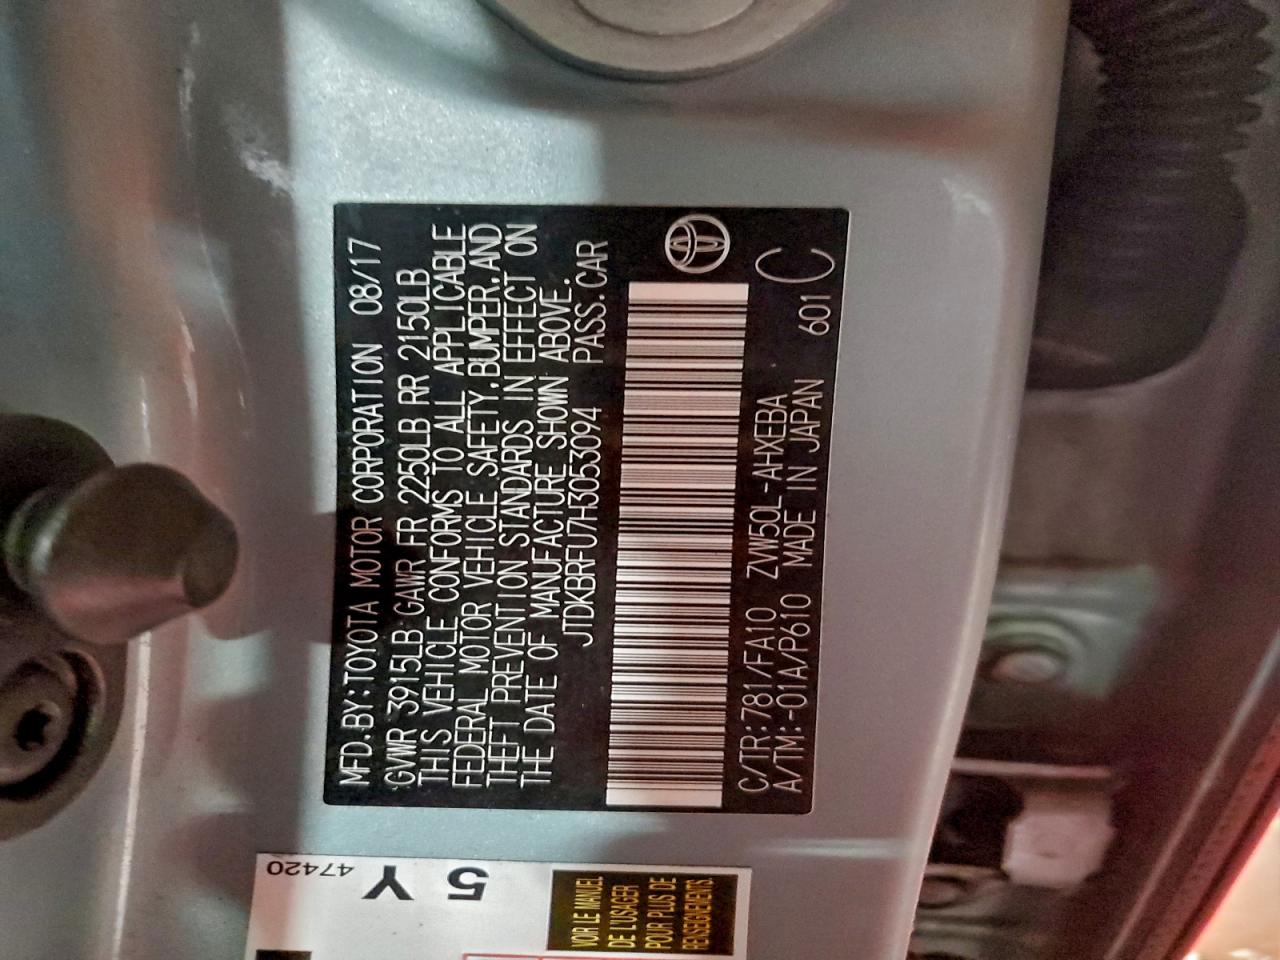 MFD.BY:TOYOTA MOTOR CORPORATION 08/17
GVWR 3915LB GAWR FR 2250LB RR 2150LB
THIS VEHICLE CONFORMS TO ALL APPLICABLE
FEDERAL MOTOR VEHICLE SAFETY,BUMPER,AND
THEFT PREVENTION STANDARDS IN EFFECT ON
THE DATE OF MANUFACTURE SHOWN ABOVE.
JTDKBRFU7H3053094 PASS.CAR
C/TR:781/FA10 ZVW50L-AHXEBA
A/TM:-01A/P610 MADE IN JAPAN 601 C
47420
5 Y
VOIR LE MANUEL
DE L'USAGER
POUR PLUS DE
RENSEIGNEMENTS.